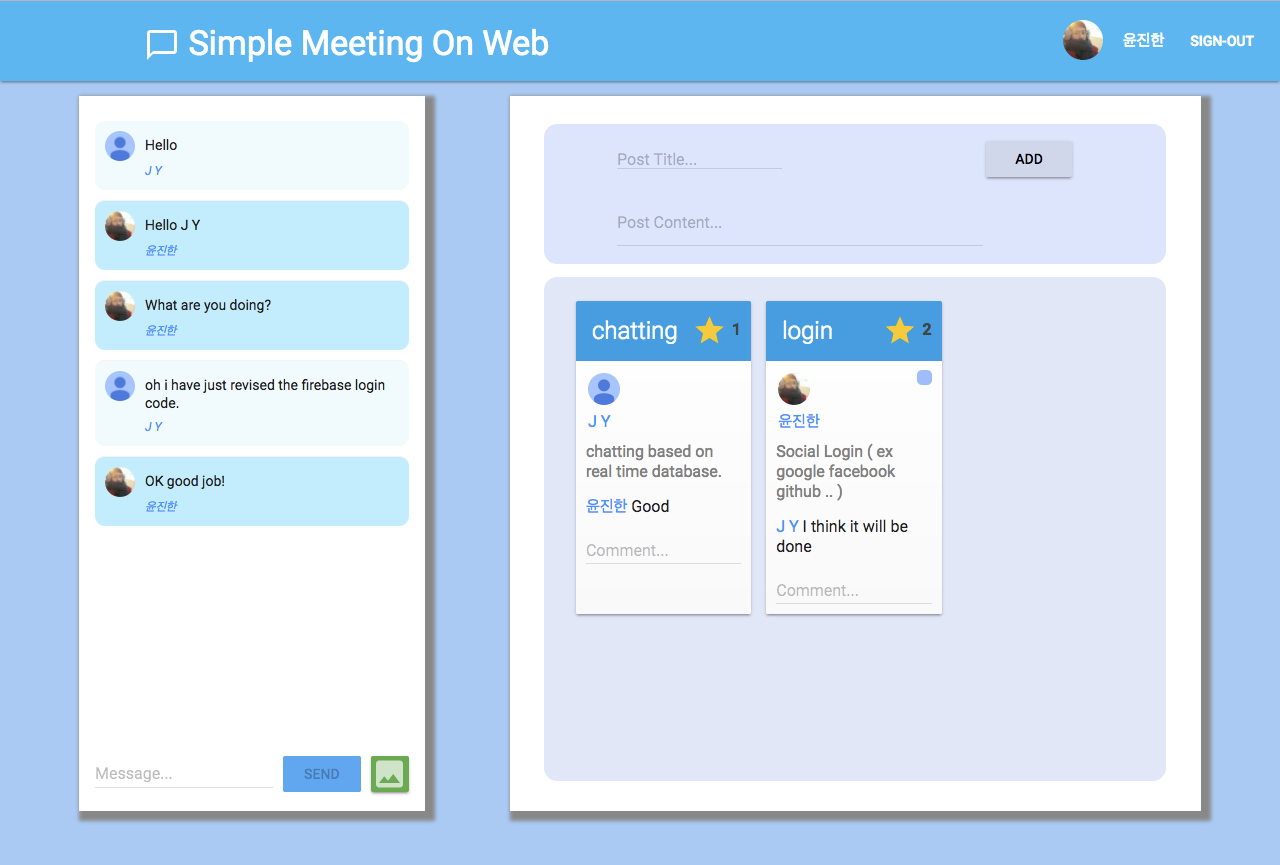 Simple Meeting On Web
윤진한
SIGN-OUT
Hello
J Y
Hello J Y
윤진한
What are you doing?
윤진한
oh i have just revised the firebase login
code.
J Y
OK good job!
윤진한
Message...
SEND
Post Title...
ADD
Post Content...
chatting
1
J Y
chatting based on
real time database.
윤진한 Good
Comment...
login
2
윤진한
Social Login ( ex
google facebook
github .. )
J Y I think it will be
done
Comment...